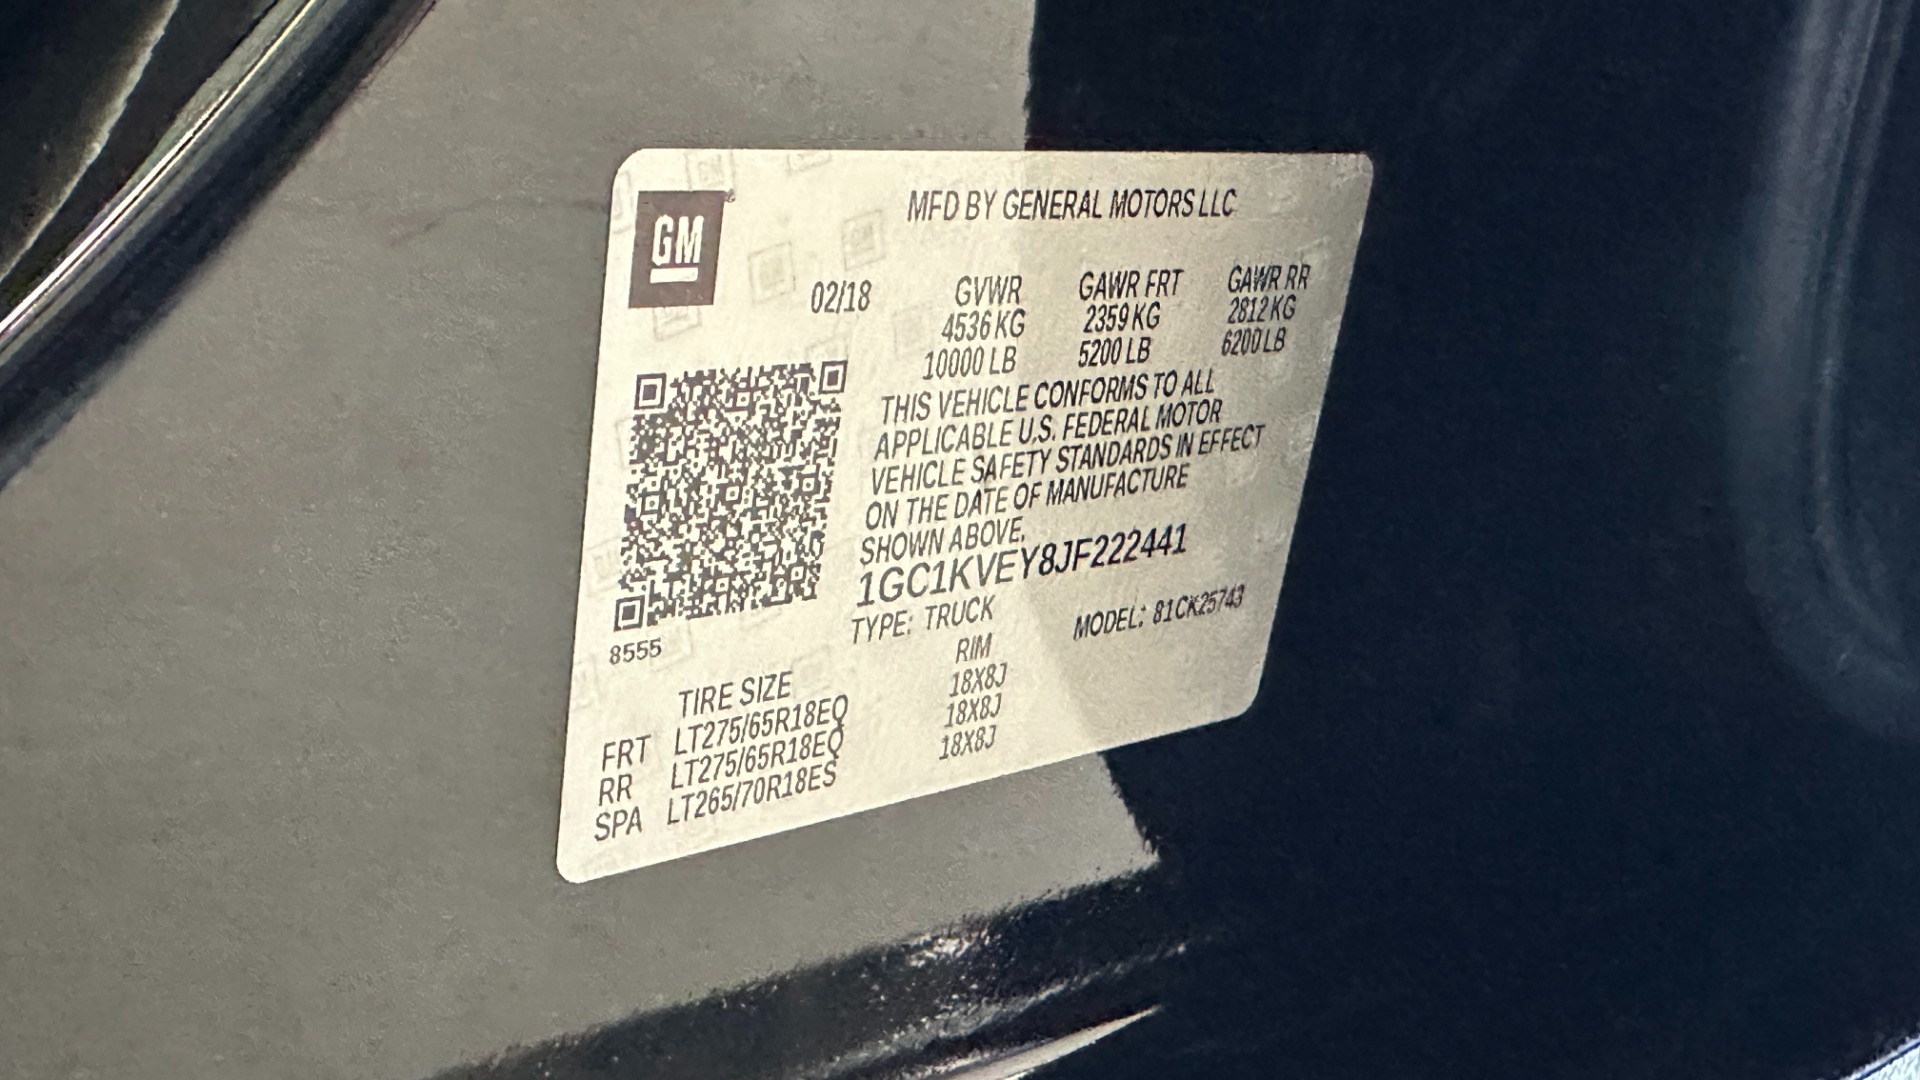 GM
MFD BY GENERAL MOTORS LLC
02/18 GVWR GAWR FRT GAWR RR
4536 KG 2359 KG 2812 KG
10000 LB 5200 LB 6200 LB
THIS VEHICLE CONFORMS TO ALL
APPLICABLE U.S. FEDERAL MOTOR
VEHICLE SAFETY STANDARDS IN EFFECT
ON THE DATE OF MANUFACTURE
SHOWN ABOVE.
1GC1KVEY8JF222441
TYPE: TRUCK MODEL: 81CK25743
8555
TIRE SIZE RIM
FRT LT275/65R18EQ 18X8J
RR LT275/65R18EQ 18X8J
SPA LT265/70R18ES 18X8J